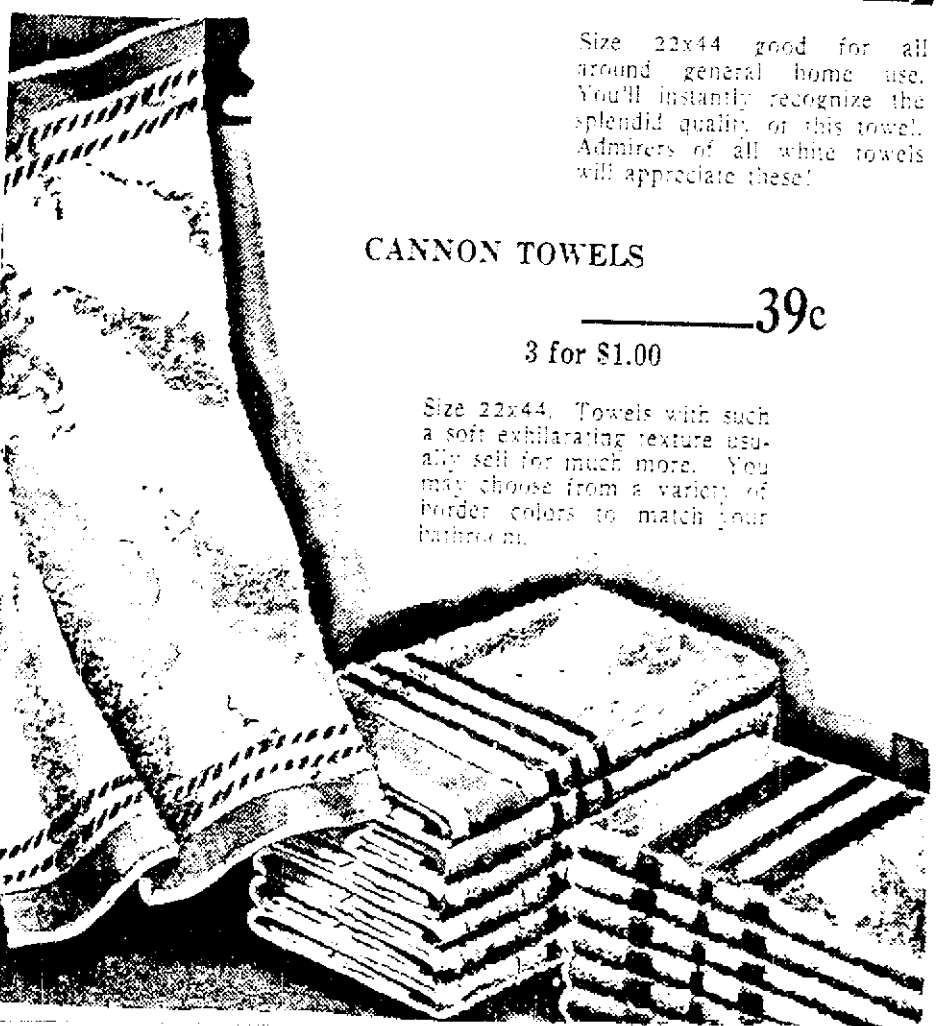 Size 22x44 good for all
around general home use.
You'll instantly recognize the
splendid quality of this towel.
Admirers of all white towels
will appreciate these!
CANNON TOWELS
39c
3 for $1.00
Size 22x44. Towels with such
a soft exhilarating texture usu-
ally sell for much more. You
may choose from a variety of
border colors to match your
bathroom.